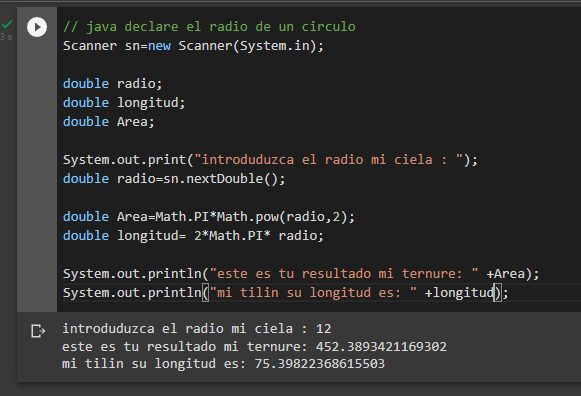 3 s
// java declare el radio de un circulo
Scanner sn=new Scanner(System.in);
double radio;
double longitud;
double Area;
System.out.print("introduduzca el radio mi ciela : ");
double radio=sn.nextDouble();
double Area=Math.PI*Math.pow(radio,2);
double longitud= 2*Math.PI* radio;
System.out.println("este es tu resultado mi ternure: " +Area);
System.out.println("mi tilin su longitud es: " +longitud);
introduduzca el radio mi ciela : 12
este es tu resultado mi ternure: 452.3893421169302
mi tilin su longitud es: 75.39822368615503